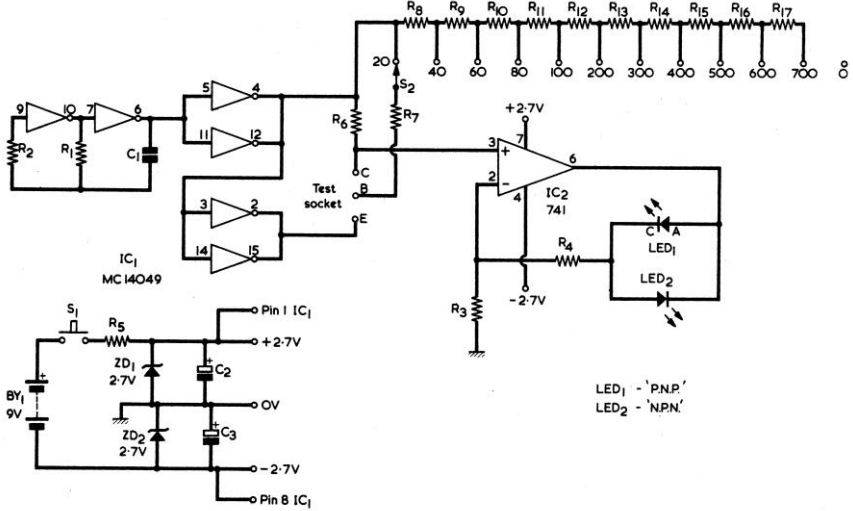 R8 R9 R10 R11 R12 R13 R14 R15 R16 R17
20 40 60 80 100 200 300 400 500 600 700 0
S2
5 4
9 10 7 6
R2 R1 C1
11 12
R6 R7
C
Test B
socket
E
3 2
14 15
IC1
MC14049
+2·7V
3 + 7 6
2 − 4
IC2
741
−2·7V
R3
R4
C A
LED1
LED2
S1 R5
Pin 1 IC1
+2·7V
ZD1
2·7V
+
C2
BY1
9V
+
0V
ZD2
2·7V
+
C3
−2·7V
Pin 8 IC1
LED1 - 'P.N.P.'
LED2 - 'N.P.N.'